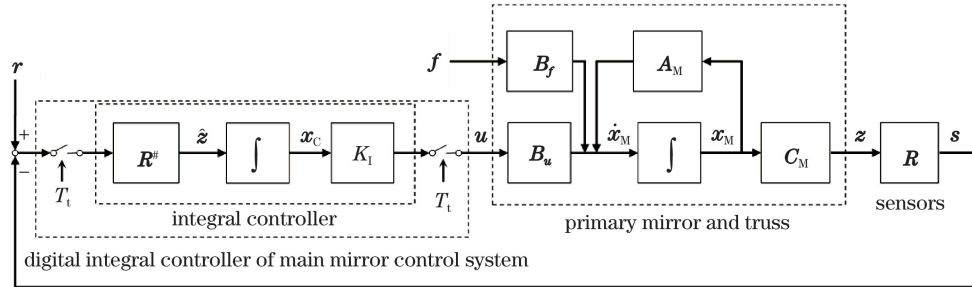 r
f
B_f
A_M
+
−
T_t
R^#
ẑ
∫
x_C
K_I
T_t
u
B_u
ẋ_M
∫
x_M
C_M
z
R
s
integral controller
primary mirror and truss
sensors
digital integral controller of main mirror control system